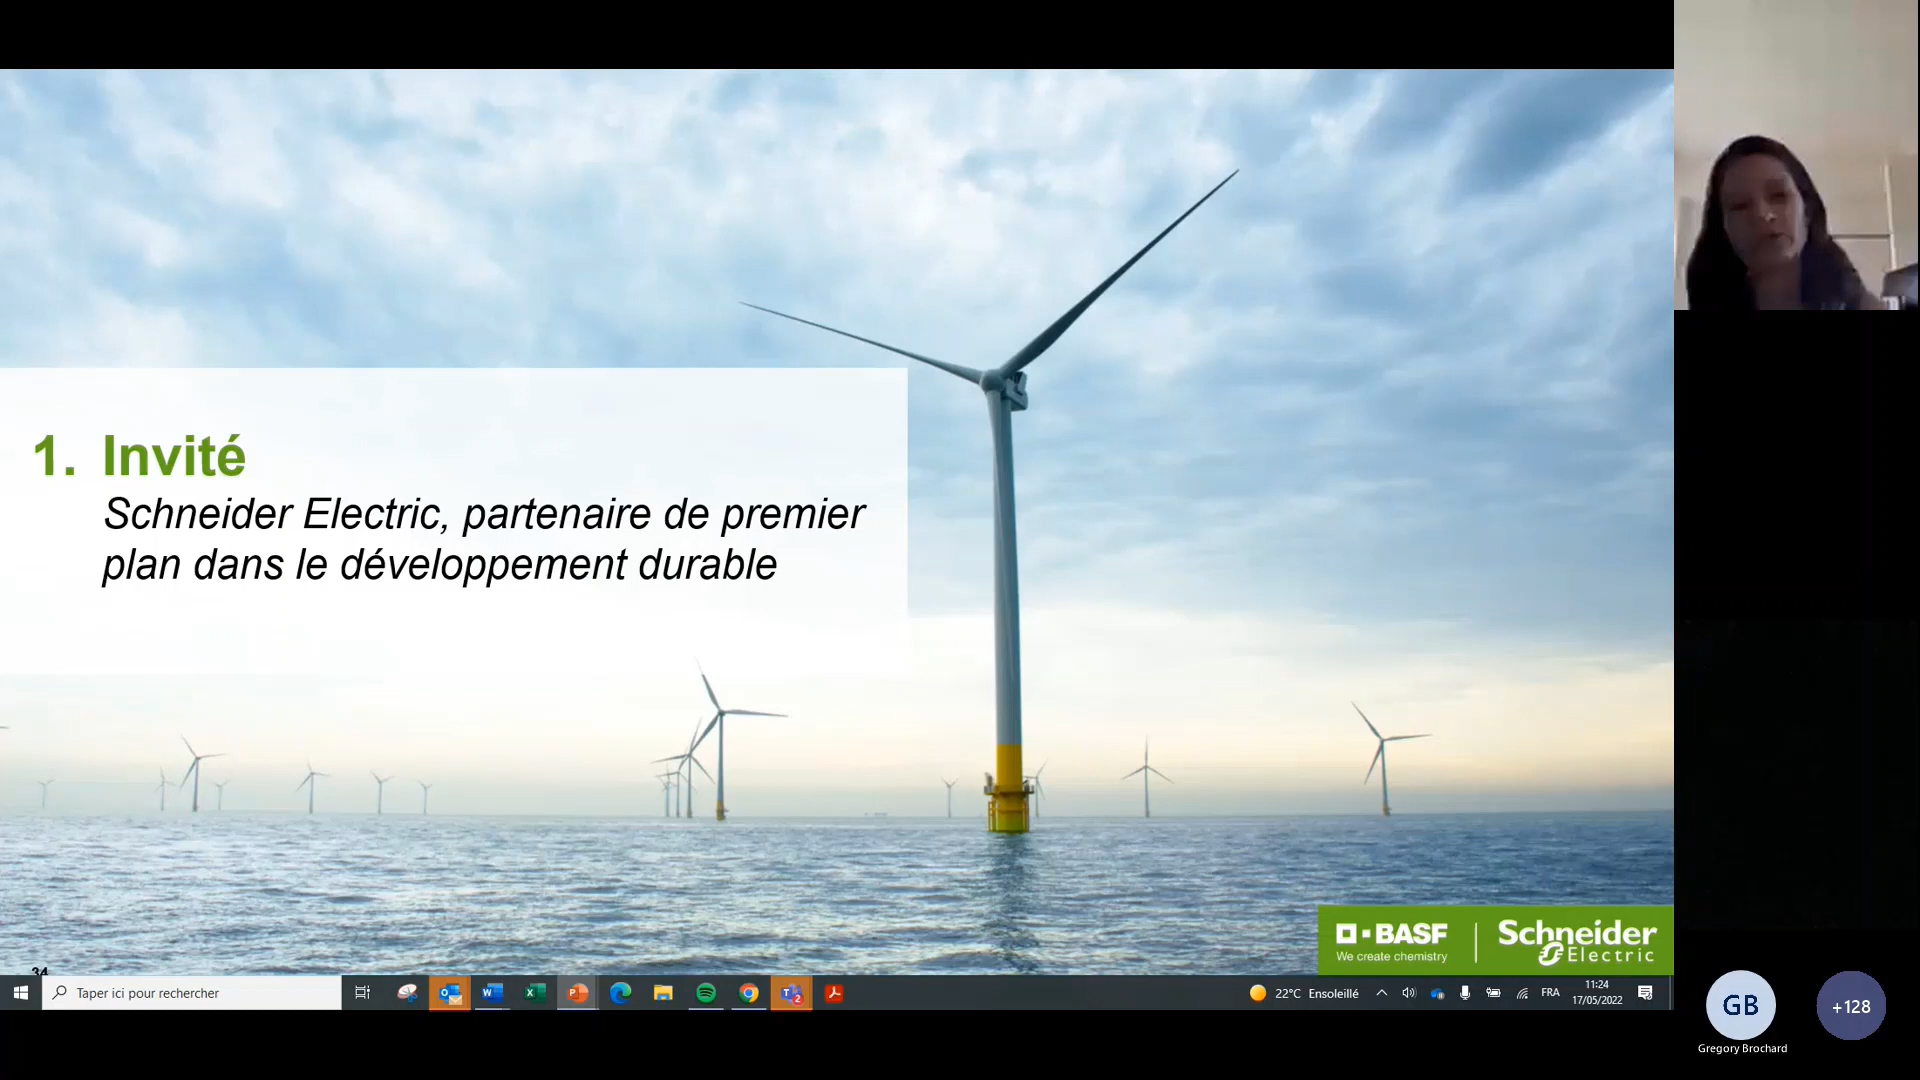 1. Invité
Schneider Electric, partenaire de premier
plan dans le développement durable
BASF
We create chemistry
Schneider
Electric
34
Taper ici pour rechercher
22°C Ensoleillé
FRA
11:24
17/05/2022
GB
+128
Gregory Brochard